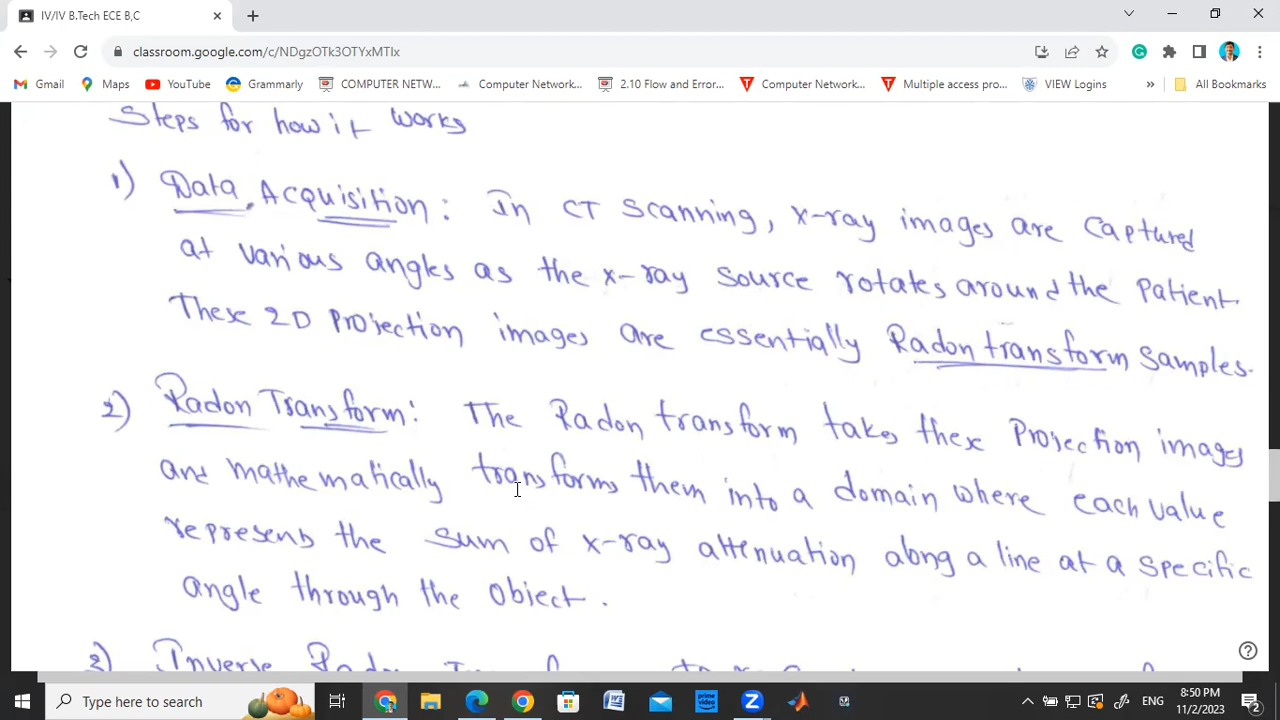 IV/IV B.Tech ECE B,C
classroom.google.com/c/NDgzOTk3OTYxMTIx
Gmail Maps YouTube Grammarly COMPUTER NETW... Computer Network... 2.10 Flow and Error... Computer Network... Multiple access pro... VIEW Logins » All Bookmarks
Steps for how it works
1) Data Acquisition: In CT Scanning, x-ray images are Captured
at various angles as the x-ray source rotates around the patient.
These 2D Projection images are essentially Radon transform samples.
2) Radon Transform: The Radon transform takes these Projection images
and mathematically transforms them into a domain where each value
represents the sum of x-ray attenuation along a line at a specific
angle through the object.
3) Inverse Radon
Type here to search
ENG
8:50 PM
11/2/2023
2